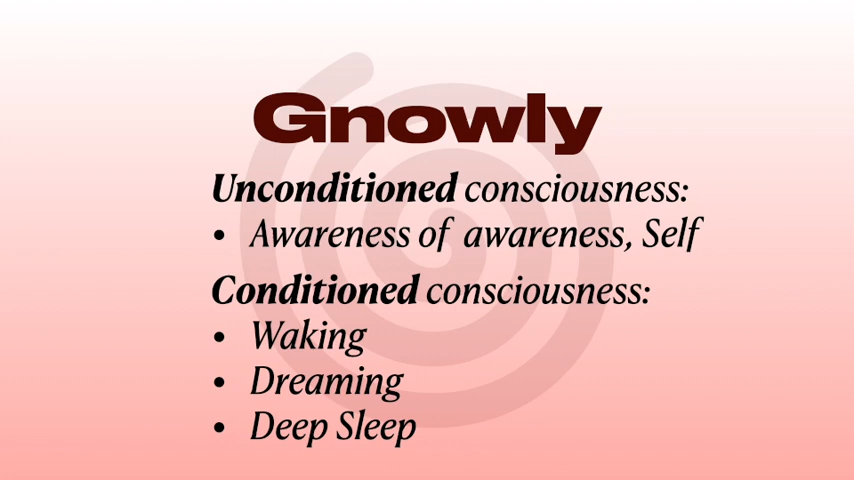 Gnowly
Unconditioned consciousness:
• Awareness of awareness, Self
Conditioned consciousness:
• Waking
• Dreaming
• Deep Sleep